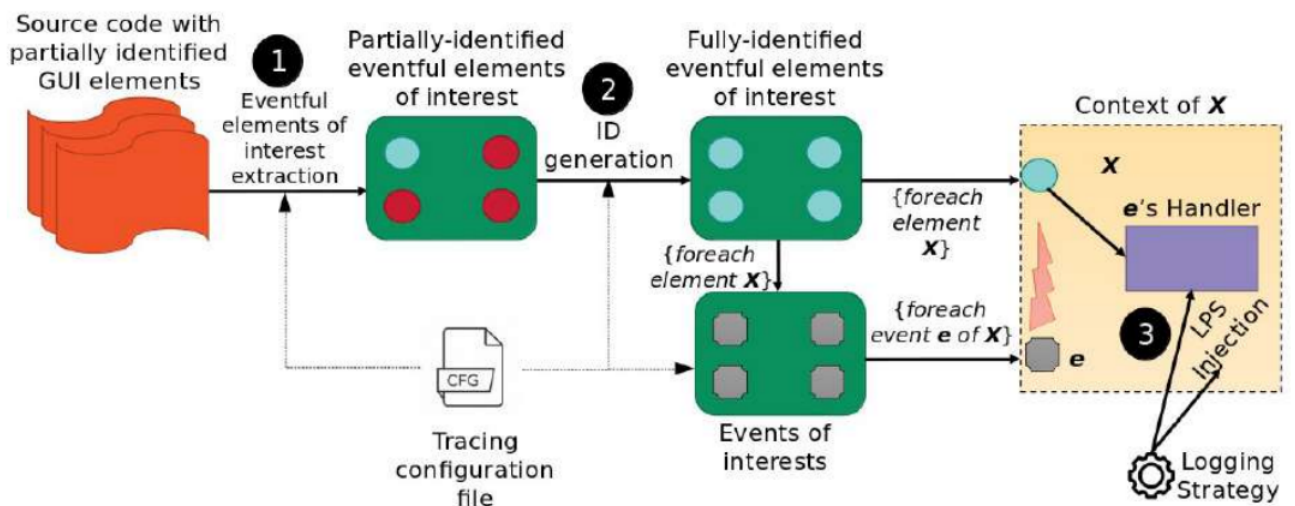 Source code with
partially identified
GUI elements
1
Eventful
elements of
interest
extraction
Partially-identified
eventful elements
of interest
2
ID
generation
Fully-identified
eventful elements
of interest
{foreach
element
X}
{foreach
element X}
Context of X
X
e's Handler
3
LPS
Injection
{foreach
event e of X}
e
CFG
Tracing
configuration
file
Events of
interests
Logging
Strategy